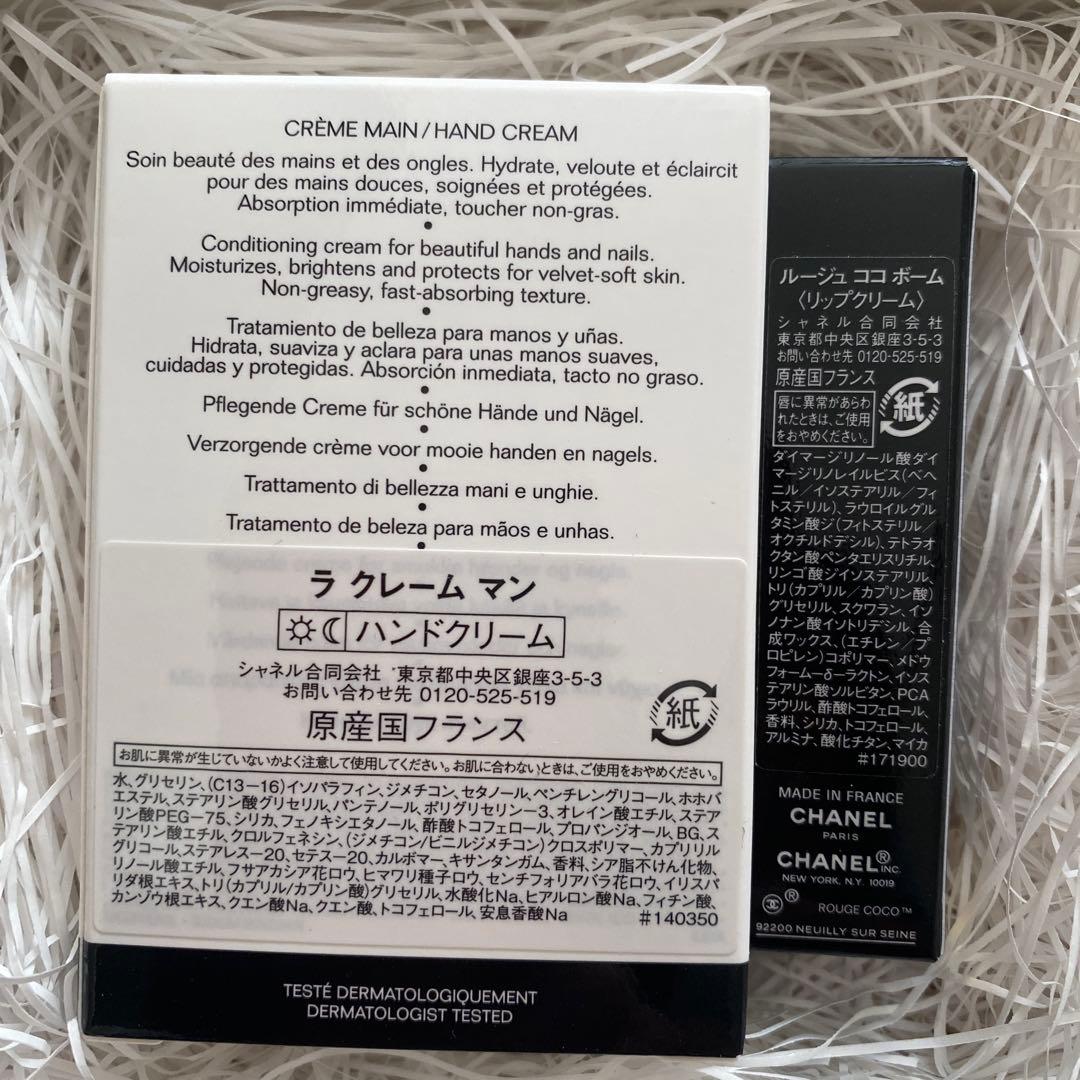 CRÈME MAIN / HAND CREAM
Soin beauté des mains et des ongles. Hydrate, veloute et éclaircit
pour des mains douces, soignées et protégées.
Absorption immédiate, toucher non-gras.
•
Conditioning cream for beautiful hands and nails.
Moisturizes, brightens and protects for velvet-soft skin.
Non-greasy, fast-absorbing texture.
•
Tratamiento de belleza para manos y uñas.
Hidrata, suaviza y aclara para unas manos suaves,
cuidadas y protegidas. Absorción inmediata, tacto no graso.
•
Pflegende Creme für schöne Hände und Nägel.
•
Verzorgende crème voor mooie handen en nagels.
•
Trattamento di bellezza mani e unghie.
•
Tratamento de beleza para mãos e unhas.
•
ラ クレーム マン
ハンドクリーム
シャネル合同会社 東京都中央区銀座3-5-3
お問い合わせ先 0120-525-519
原産国フランス
紙
お肌に異常が生じていないかよく注意して使用してください。お肌に合わないときは、ご使用をおやめください。
水、グリセリン、(C13-16)イソパラフィン、ジメチコン、セタノール、ペンチレングリコール、ホホバ
エステル、ステアリン酸グリセリル、パンテノール、ポリグリセリン-3、オレイン酸エチル、ステア
リン酸PEG-75、シリカ、フェノキシエタノール、酢酸トコフェロール、プロパンジオール、BG、ス
テアリン酸エチル、クロルフェネシン、(ジメチコン/ビニルジメチコン)クロスポリマー、カプリリル
グリコール、ステアレス-20、セテス-20、カルボマー、キサンタンガム、香料、シア脂不けん化物、
リノール酸エチル、フサアカシア花ロウ、ヒマワリ種子ロウ、センチフォリアバラ花ロウ、イリスパ
リダ根エキス、トリ(カプリル/カプリン酸)グリセリル、水酸化Na、ヒアルロン酸Na、フィチン酸、
カンゾウ根エキス、クエン酸Na、クエン酸、トコフェロール、安息香酸Na
#140350
TESTÉ DERMATOLOGIQUEMENT
DERMATOLOGIST TESTED
ルージュ ココ ボーム
〈リップクリーム〉
シャネル合同会社
東京都中央区銀座3-5-3
お問い合わせ先 0120-525-519
原産国フランス
紙
唇に異常があらわ
れたときは、ご使用
をおやめください。
ダイマージリノール酸ダイ
マージリノレイルビス(ベヘ
ニル/イソステアリル/フィ
トステリル)、ラウロイルグル
タミン酸ジ(フィトステリル/
オクチルドデシル)、テトラオ
クタン酸ペンタエリスリチル、
リンゴ酸ジイソステアリル、
トリ(カプリル/カプリン酸)
グリセリル、スクワラン、イソ
ノナン酸イソトリデシル、合
成ワックス、(エチレン/プ
ロピレン)コポリマー、メドウ
フォーム-δ-ラクトン、イソス
テアリン酸ソルビタン、PCA
ラウリル、酢酸トコフェロール、
香料、シリカ、トコフェロール、
アルミナ、酸化チタン、マイカ
#171900
MADE IN FRANCE
CHANEL
PARIS
CHANEL® INC.
NEW YORK, N.Y. 10019
®
ROUGE COCO™
92200 NEUILLY SUR SEINE